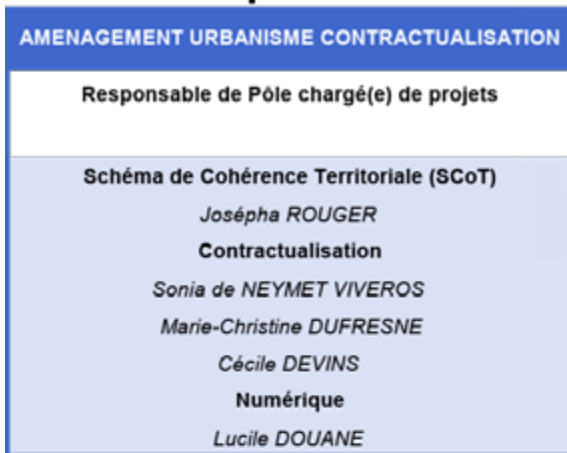 AMENAGEMENT URBANISME CONTRACTUALISATION
Responsable de Pôle chargé(e) de projets
Schéma de Cohérence Territoriale (SCoT)
Josépha ROUGER
Contractualisation
Sonia de NEYMET VIVEROS
Marie-Christine DUFRESNE
Cécile DEVINS
Numérique
Lucile DOUANE